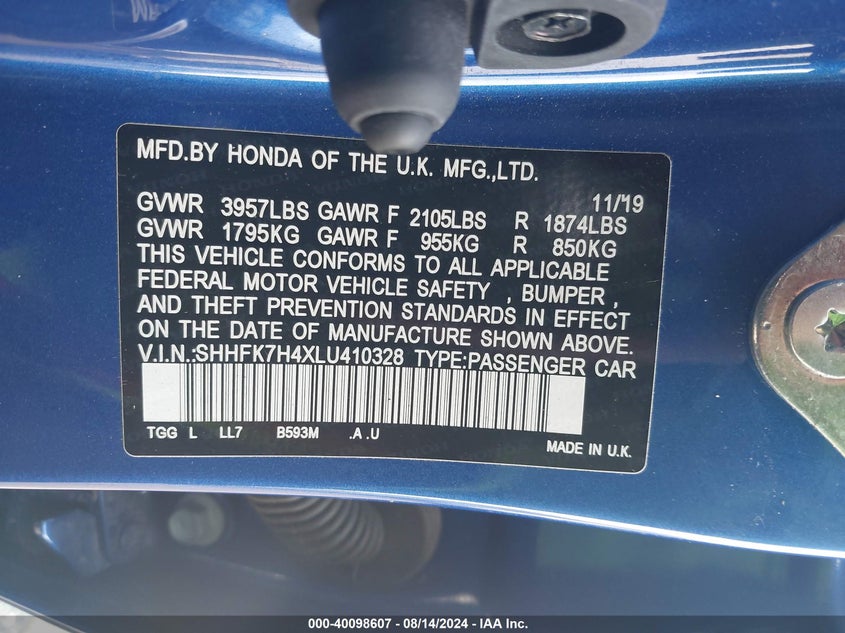 MFD.BY HONDA OF THE U.K. MFG.,LTD.
11/19
GVWR 3957LBS GAWR F 2105LBS R 1874LBS
GVWR 1795KG GAWR F 955KG R 850KG
THIS VEHICLE CONFORMS TO ALL APPLICABLE
FEDERAL MOTOR VEHICLE SAFETY , BUMPER ,
AND THEFT PREVENTION STANDARDS IN EFFECT
ON THE DATE OF MANUFACTURE SHOWN ABOVE.
V.I.N.:SHHFK7H4XLU410328 TYPE:PASSENGER CAR
TGG L LL7 B593M .A .U
MADE IN U.K.
000-40098607 - 08/14/2024 - IAA Inc.